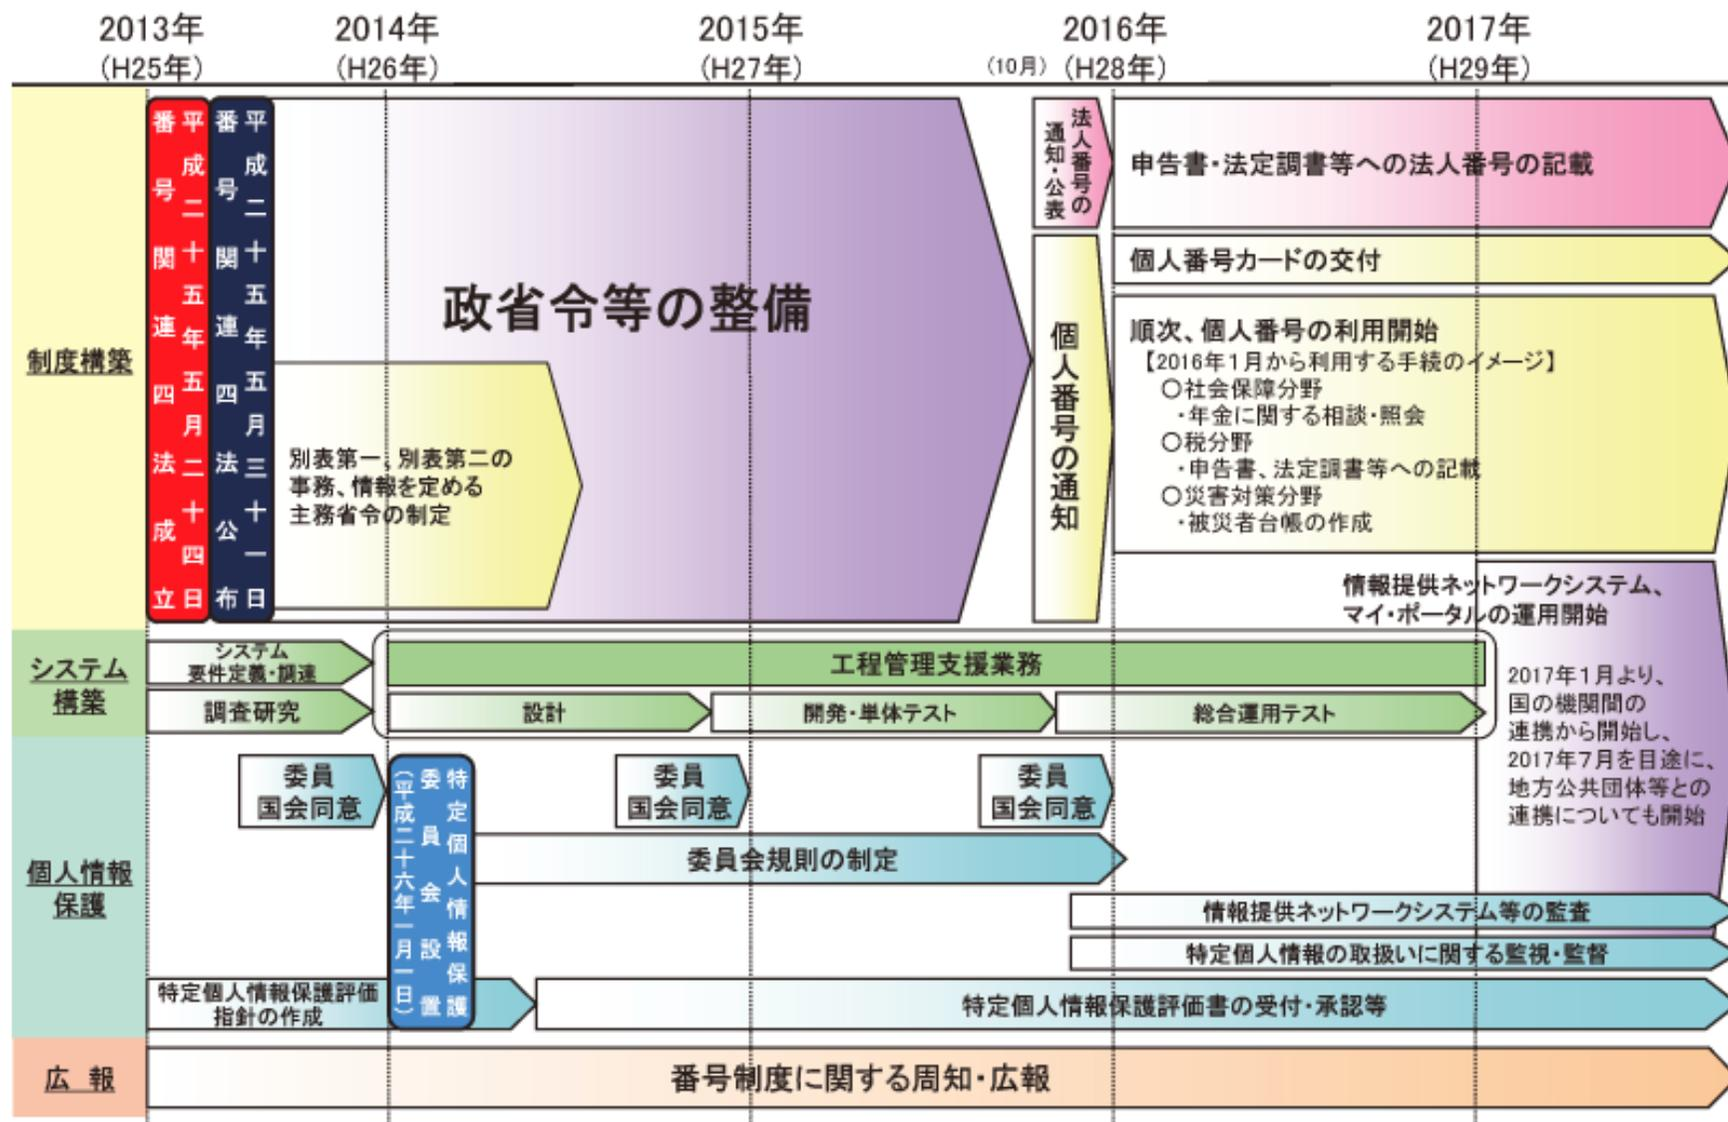 2013年
(H25年)
2014年
(H26年)
2015年
(H27年)
(10月)
2016年
(H28年)
2017年
(H29年)
制度構築
平成二十五年五月二十四日
番号関連四法成立
平成二十五年五月三十一日
番号関連四法公布
政省令等の整備
別表第一、別表第二の
事務、情報を定める
主務省令の制定
法人番号の
通知・公表
個人番号の通知
申告書・法定調書等への法人番号の記載
個人番号カードの交付
順次、個人番号の利用開始
【2016年1月から利用する手続のイメージ】
○社会保障分野
・年金に関する相談・照会
○税分野
・申告書、法定調書等への記載
○災害対策分野
・被災者台帳の作成
情報提供ネットワークシステム、
マイ・ポータルの運用開始
2017年1月より、
国の機関間の
連携から開始し、
2017年7月を目途に、
地方公共団体等との
連携についても開始
システム
構築
システム
要件定義・調達
調査研究
工程管理支援業務
設計
開発・単体テスト
総合運用テスト
個人情報
保護
委員
国会同意
特定個人情報保護
委員会設置
(平成二十六年一月一日)
委員
国会同意
委員
国会同意
委員会規則の制定
情報提供ネットワークシステム等の監査
特定個人情報の取扱いに関する監視・監督
特定個人情報保護評価
指針の作成
特定個人情報保護評価書の受付・承認等
広 報
番号制度に関する周知・広報